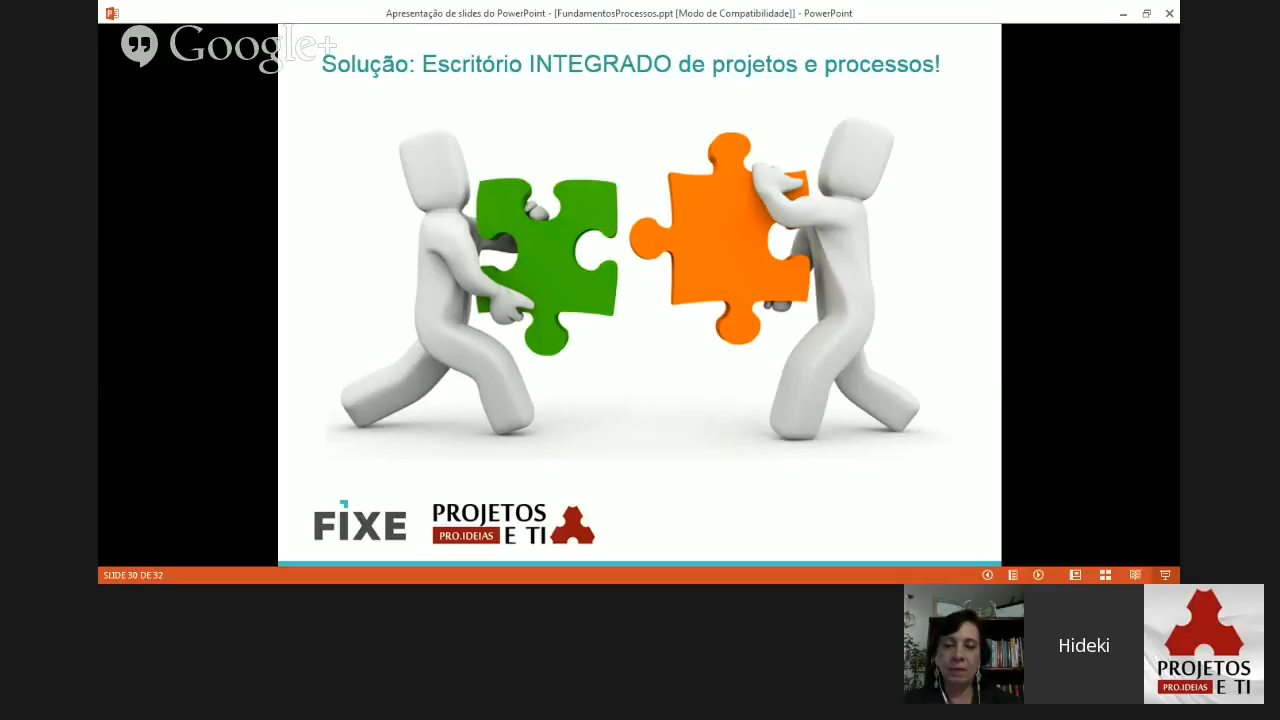 Apresentação de slides do PowerPoint - [FundamentosProcessos.ppt [Modo de Compatibilidade]] - PowerPoint
Google+
Solução: Escritório INTEGRADO de projetos e processos!
FIXE
PROJETOS
PRO.IDEIAS E TI
SLIDE 30 DE 32
Hideki
PROJETOS
PRO.IDEIAS E TI